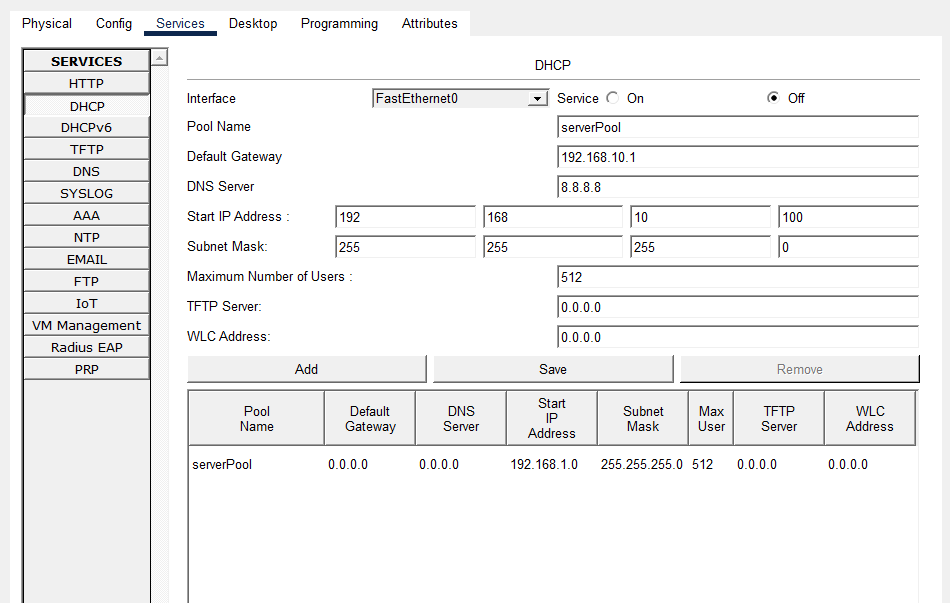 Physical Config Services Desktop Programming Attributes
SERVICES
HTTP
DHCP
DHCPv6
TFTP
DNS
SYSLOG
AAA
NTP
EMAIL
FTP
IoT
VM Management
Radius EAP
PRP
DHCP
Interface FastEthernet0 Service On Off
Pool Name serverPool
Default Gateway 192.168.10.1
DNS Server 8.8.8.8
Start IP Address : 192 168 10 100
Subnet Mask: 255 255 255 0
Maximum Number of Users : 512
TFTP Server: 0.0.0.0
WLC Address: 0.0.0.0
Add Save Remove
Pool Name Default Gateway DNS Server Start IP Address Subnet Mask Max User TFTP Server WLC Address
serverPool 0.0.0.0 0.0.0.0 192.168.1.0 255.255.255.0 512 0.0.0.0 0.0.0.0